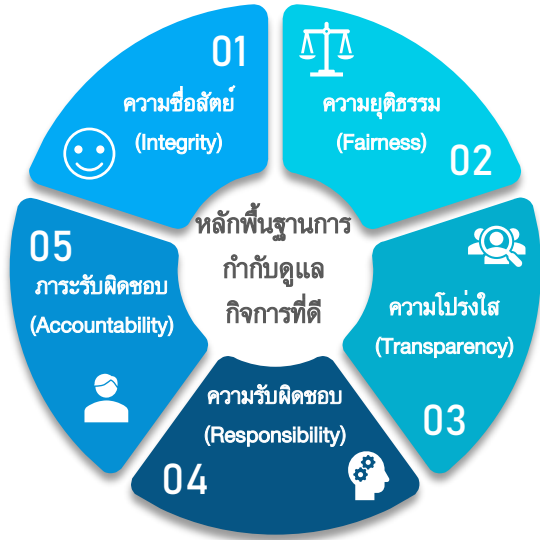 หลักพื้นฐานการ
กำกับดูแล
กิจการที่ดี
01
ความซื่อสัตย์
(Integrity)
ความยุติธรรม
(Fairness)
02
ความโปร่งใส
(Transparency)
03
ความรับผิดชอบ
(Responsibility)
04
05
ภาระรับผิดชอบ
(Accountability)